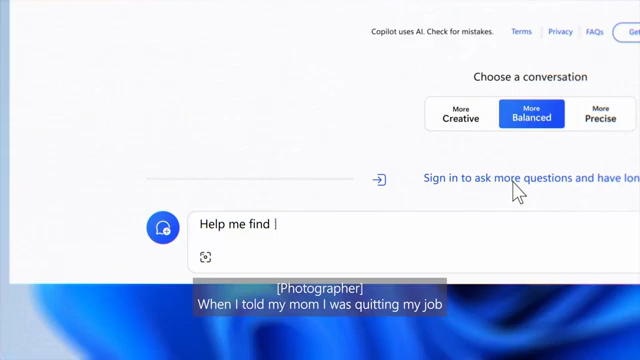 Copilot uses AI. Check for mistakes. Terms Privacy FAQs Get
Choose a conversation
More Creative
More Balanced
More Precise
Sign in to ask more questions and have lon
Help me find
[Photographer]
When I told my mom I was quitting my job